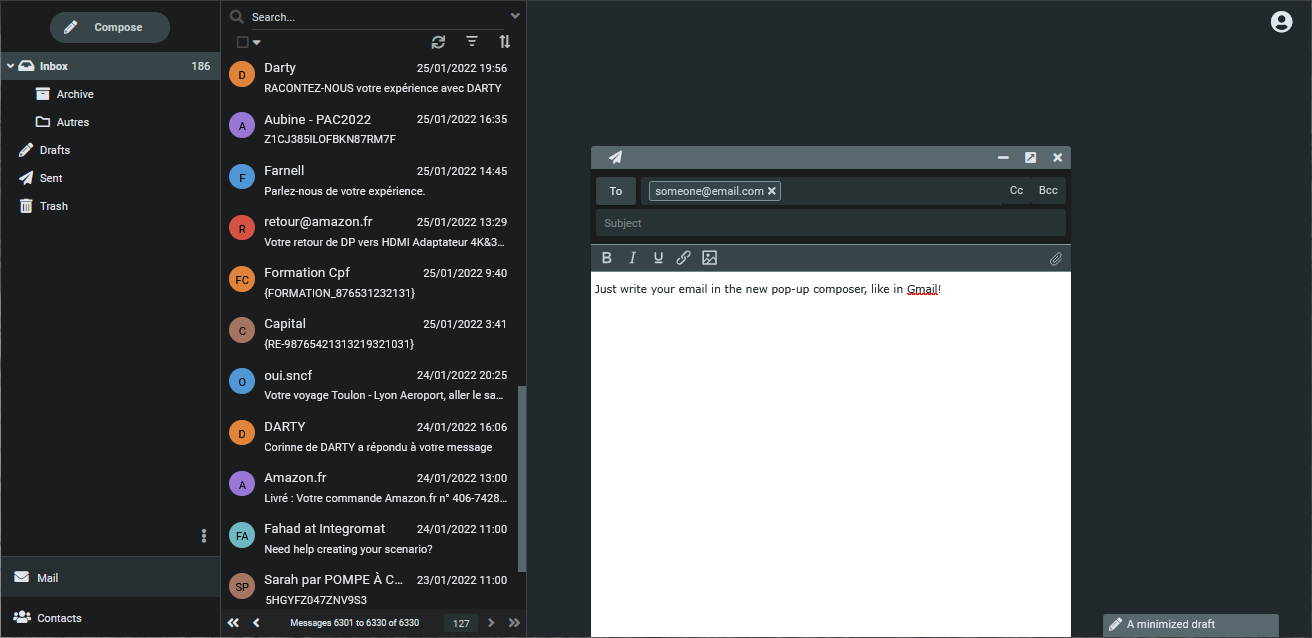 Compose
Inbox 186
Archive
Autres
Drafts
Sent
Trash
Mail
Contacts
Search...
D Darty 25/01/2022 19:56
RACONTEZ-NOUS votre expérience avec DARTY
A Aubine - PAC2022 25/01/2022 16:35
Z1CJ385ILOFBKN87RM7F
F Farnell 25/01/2022 14:45
Parlez-nous de votre expérience.
R retour@amazon.fr 25/01/2022 13:29
Votre retour de DP vers HDMI Adaptateur 4K&3...
FC Formation Cpf 25/01/2022 9:40
{FORMATION_876531232131}
C Capital 25/01/2022 3:41
{RE-98765421313219321031}
O oui.sncf 24/01/2022 20:25
Votre voyage Toulon - Lyon Aeroport, aller le sa...
D DARTY 24/01/2022 16:06
Corinne de DARTY a répondu à votre message
A Amazon.fr 24/01/2022 13:00
Livré : Votre commande Amazon.fr n° 406-7428...
FA Fahad at Integromat 24/01/2022 11:00
Need help creating your scenario?
SP Sarah par POMPE À C... 23/01/2022 11:00
5HGYFZ047ZNV9S3
Messages 6301 to 6330 of 6330 127
To someone@email.com Cc Bcc
Subject
B I U
Just write your email in the new pop-up composer, like in Gmail!
A minimized draft